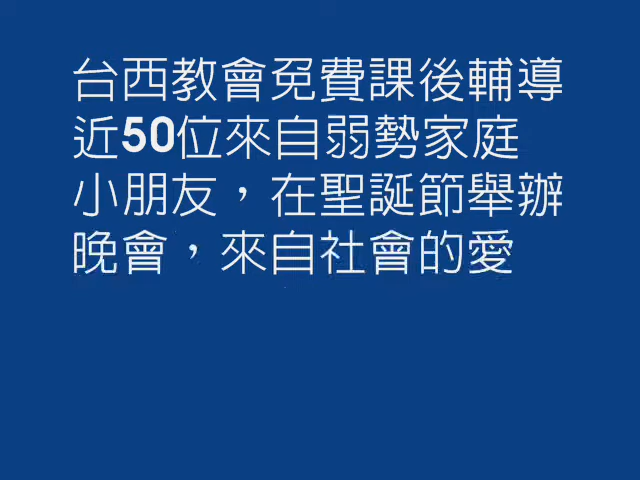 台西教會免費課後輔導
近50位來自弱勢家庭
小朋友，在聖誕節舉辦
晚會，來自社會的愛